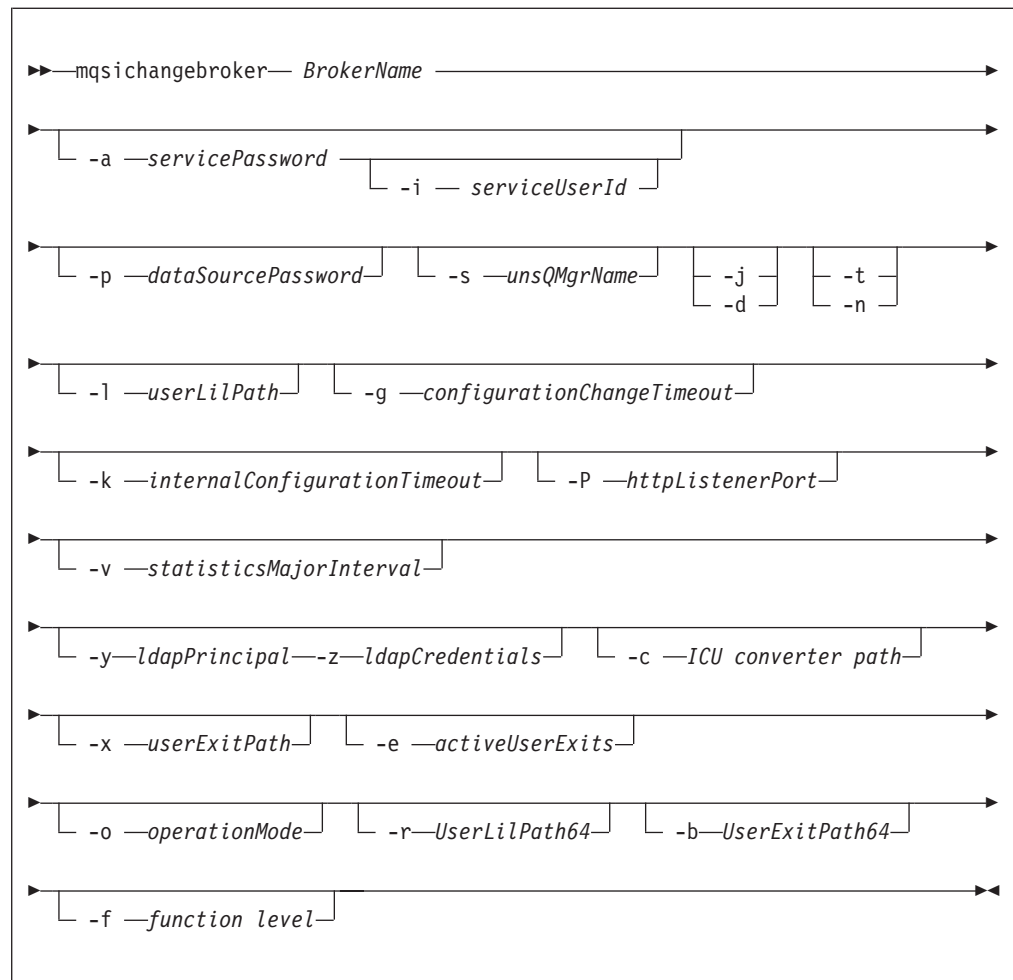 mqsichangebroker BrokerName
-a servicePassword
-i serviceUserId
-p dataSourcePassword -s unsQMgrName -j -t
-d -n
-l userLilPath -g configurationChangeTimeout
-k internalConfigurationTimeout -P httpListenerPort
-v statisticsMajorInterval
-y ldapPrincipal -z ldapCredentials -c ICU converter path
-x userExitPath -e activeUserExits
-o operationMode -r UserLilPath64 -b UserExitPath64
-f function level